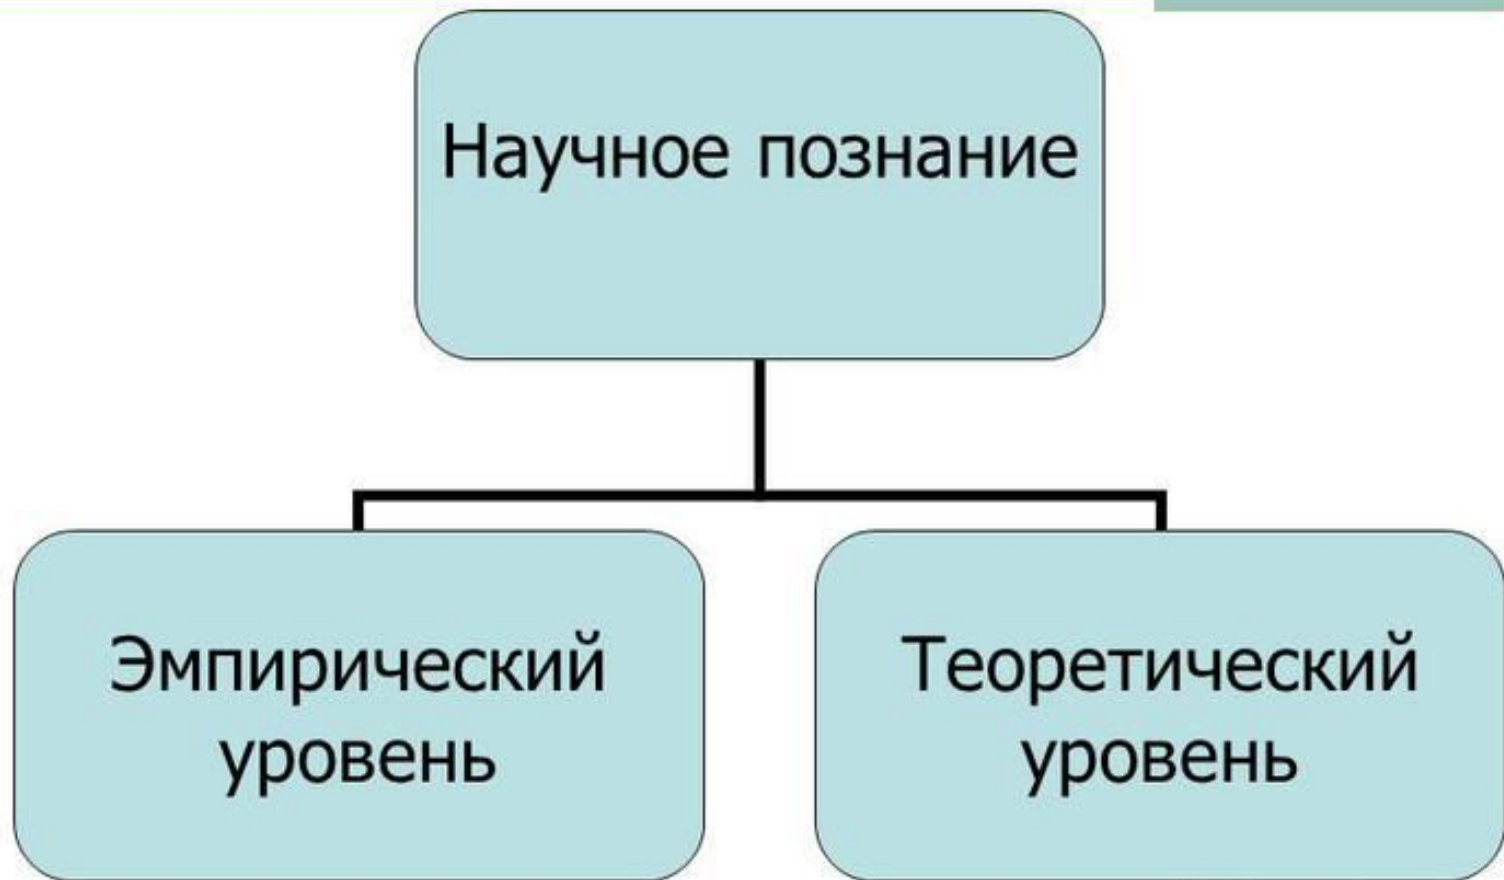 Научное познание
Эмпирический
уровень
Теоретический
уровень